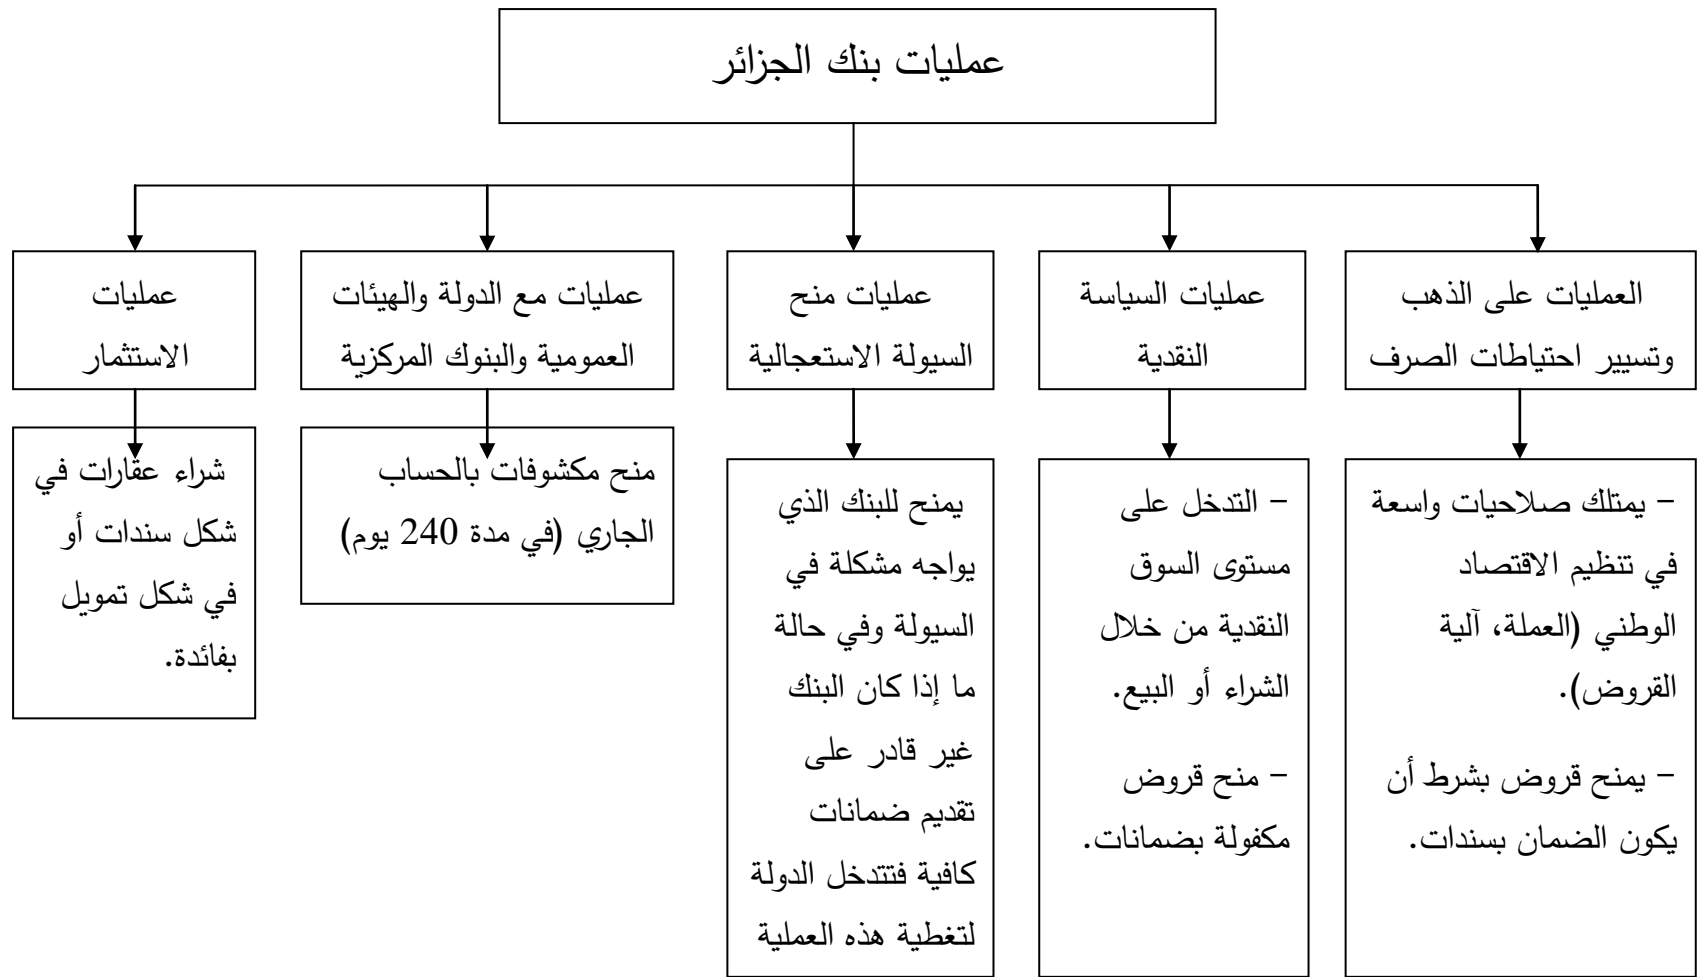 عمليات بنك الجزائر
العمليات على الذهب
وتسيير احتياطات الصرف
عمليات السياسة
النقدية
عمليات منح
السيولة الاستعجالية
عمليات مع الدولة والهيئات
العمومية والبنوك المركزية
عمليات
الاستثمار
- يمتلك صلاحيات واسعة
في تنظيم الاقتصاد
الوطني (العملة، آلية
القروض).
- يمنح قروض بشرط أن
يكون الضمان بسندات.
- التدخل على
مستوى السوق
النقدية من خلال
الشراء أو البيع.
- منح قروض
مكفولة بضمانات.
يمنح للبنك الذي
يواجه مشكلة في
السيولة وفي حالة
ما إذا كان البنك
غير قادر على
تقديم ضمانات
كافية فتتدخل الدولة
لتغطية هذه العملية
منح مكشوفات بالحساب
الجاري (في مدة 240 يوم)
شراء عقارات في
شكل سندات أو
في شكل تمويل
بفائدة.